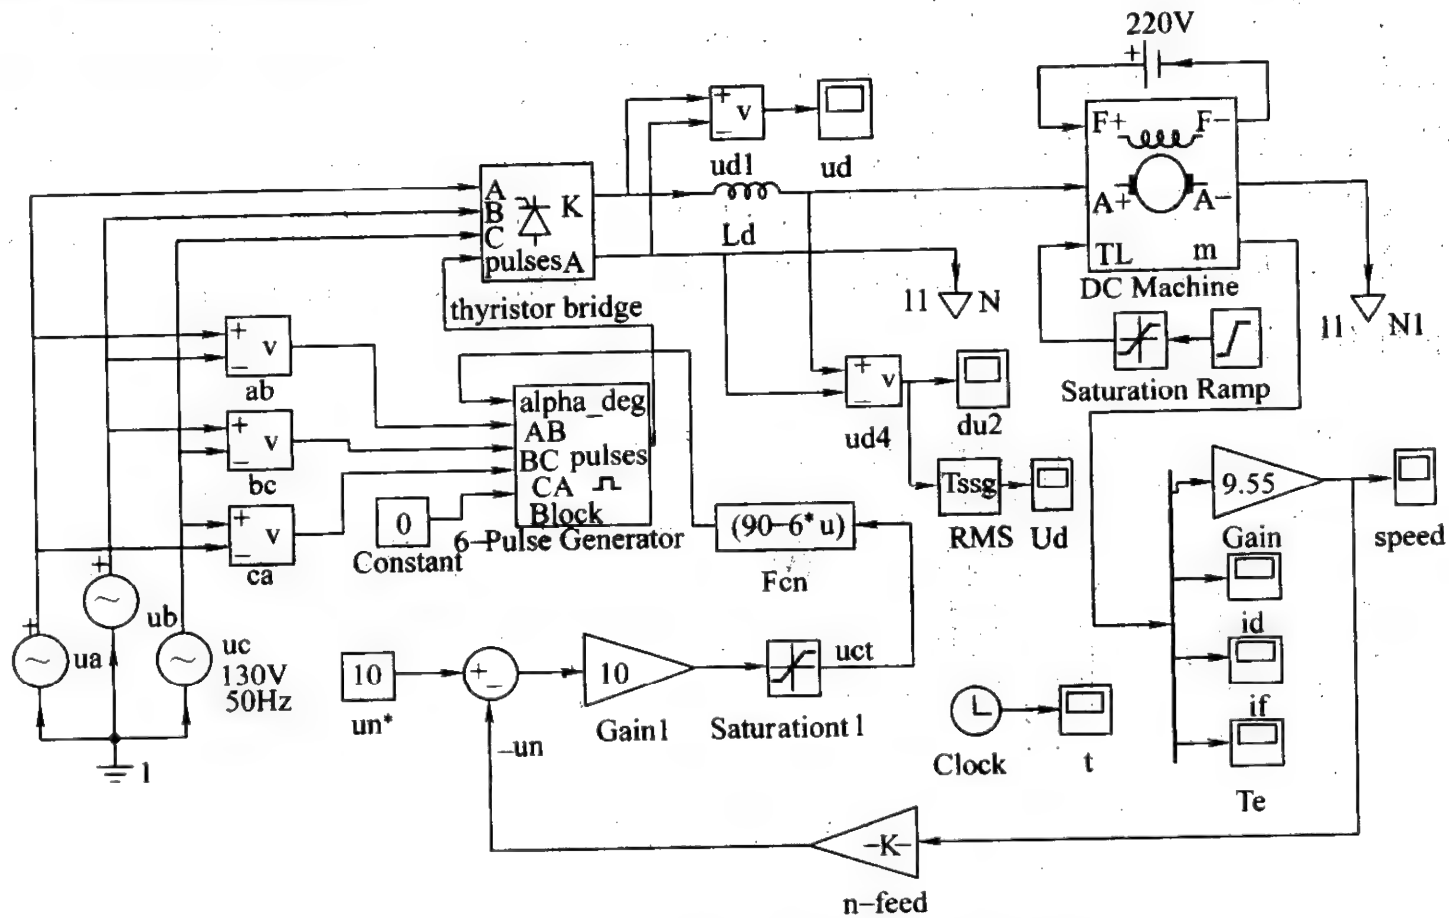 220V
+
+
v
−
ud1
ud
F+
F−
A+
A−
TL
m
DC Machine
A
B
C
pulses
K
A
thyristor bridge
Ld
11
N
11
N1
Saturation
Ramp
+
v
−
ab
+
v
−
bc
+
v
−
ca
alpha_deg
AB
BC pulses
CA
Block
6–Pulse Generator
0
Constant
+
v
−
ud4
du2
Tssg
RMS
Ud
(90–6*u)
Fcn
9.55
Gain
speed
id
if
Te
+
ua
+
ub
uc
130V
50Hz
1
10
un*
+
−
−un
10
Gain1
Saturationt1
uct
Clock
t
–K–
n–feed